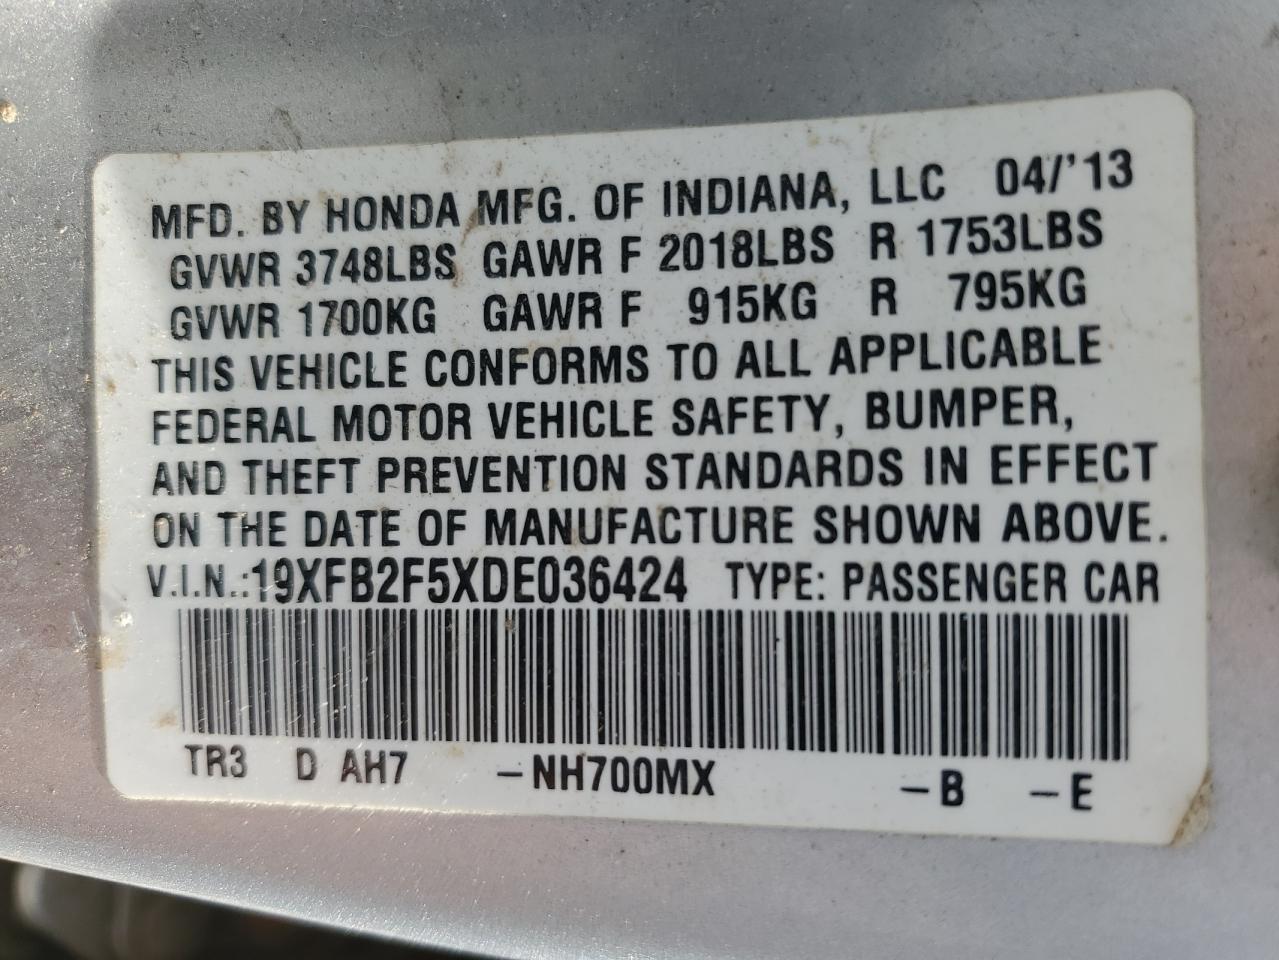 MFD. BY HONDA MFG. OF INDIANA, LLC 04/'13
GVWR 3748LBS GAWR F 2018LBS R 1753LBS
GVWR 1700KG GAWR F 915KG R 795KG
THIS VEHICLE CONFORMS TO ALL APPLICABLE
FEDERAL MOTOR VEHICLE SAFETY, BUMPER,
AND THEFT PREVENTION STANDARDS IN EFFECT
ON THE DATE OF MANUFACTURE SHOWN ABOVE.
V.I.N.:19XFB2F5XDE036424 TYPE: PASSENGER CAR
TR3 D AH7 -NH700MX -B -E